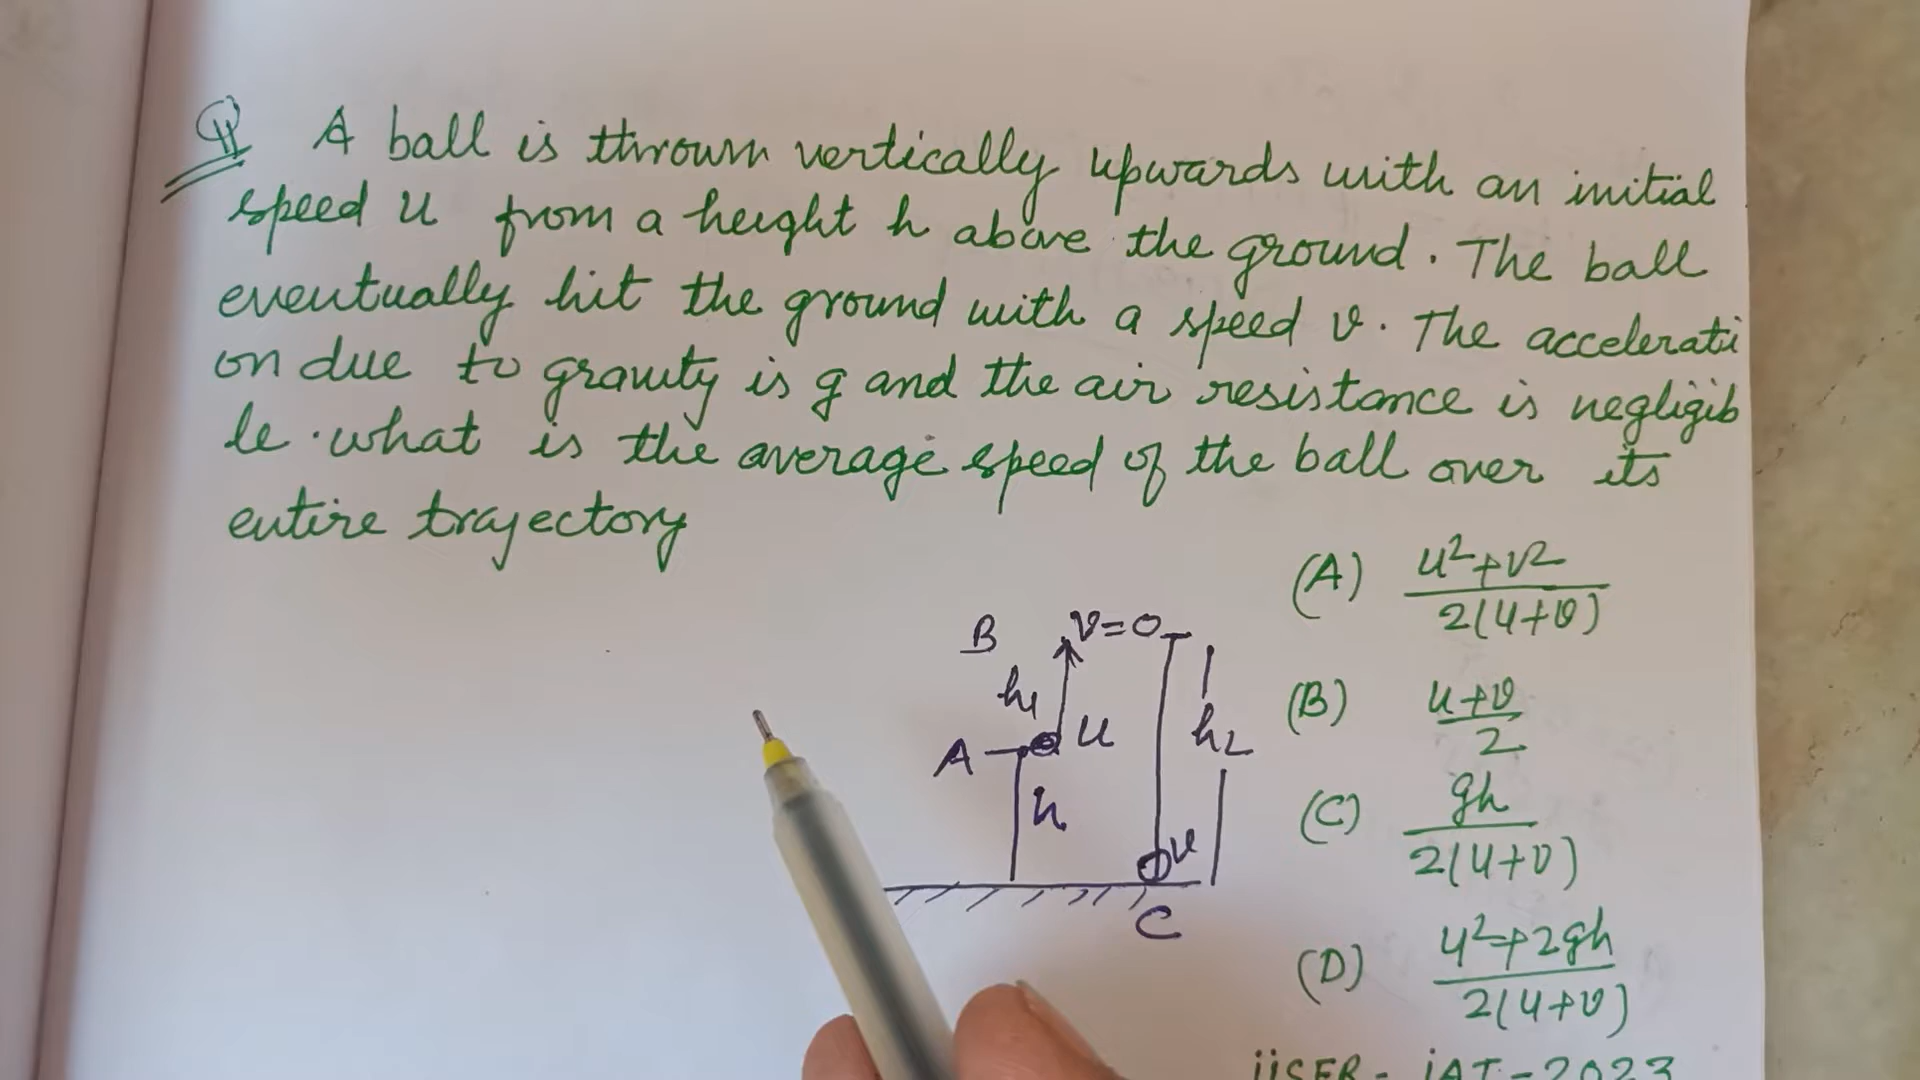 Q A ball is thrown vertically upwards with an initial
speed u from a height h above the ground. The ball
eventually hit the ground with a speed v. The accelerati
on due to gravity is g and the air resistance is negligib
le. what is the average speed of the ball over its
entire trajectory
(A) u²+v² / 2(u+v)
B v=0
h₁
(B) u+v / 2
A u
h₂
h
(C) gh / 2(u+v)
v
C
(D) u²+2gh / 2(u+v)
iiSER - iAT - 2023